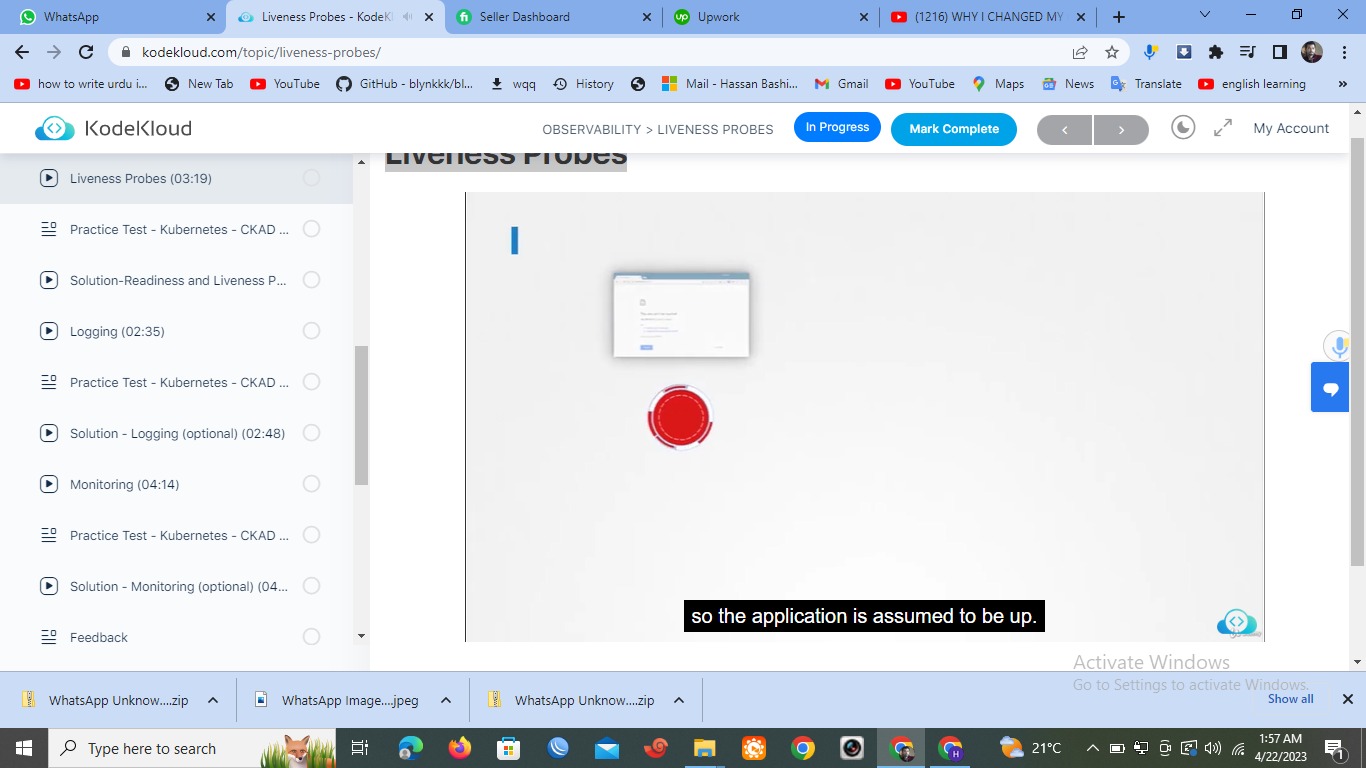 WhatsApp
Liveness Probes - KodeKl
Seller Dashboard
Upwork
(1216) WHY I CHANGED MY
kodekloud.com/topic/liveness-probes/
how to write urdu i...
New Tab
YouTube
GitHub - blynkkk/bl...
wqq
History
Mail - Hassan Bashi...
Gmail
YouTube
Maps
News
Translate
english learning
KodeKloud
OBSERVABILITY > LIVENESS PROBES
In Progress
Mark Complete
My Account
Liveness Probes
Liveness Probes (03:19)
Practice Test - Kubernetes - CKAD ...
Solution-Readiness and Liveness P...
Logging (02:35)
Practice Test - Kubernetes - CKAD ...
Solution - Logging (optional) (02:48)
Monitoring (04:14)
Practice Test - Kubernetes - CKAD ...
Solution - Monitoring (optional) (04...
Feedback
so the application is assumed to be up.
Activate Windows
Go to Settings to activate Windows.
WhatsApp Unknow....zip
WhatsApp Image....jpeg
WhatsApp Unknow....zip
Show all
Type here to search
21°C
1:57 AM
4/22/2023
1